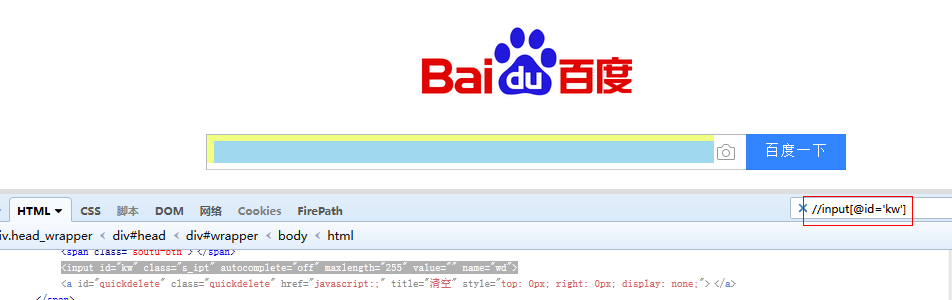 Bai du 百度
百度一下
HTML CSS 脚本 DOM 网络 Cookies FirePath
//input[@id='kw']
iv.head_wrapper < div#head < div#wrapper < body < html
<span class="soutu-btn"></span>
<input id="kw" class="s_ipt" autocomplete="off" maxlength="255" value="" name="wd">
<a id="quickdelete" class="quickdelete" href="javascript:;" title="清空" style="top: 0px; right: 0px; display: none;"></a>
</span>